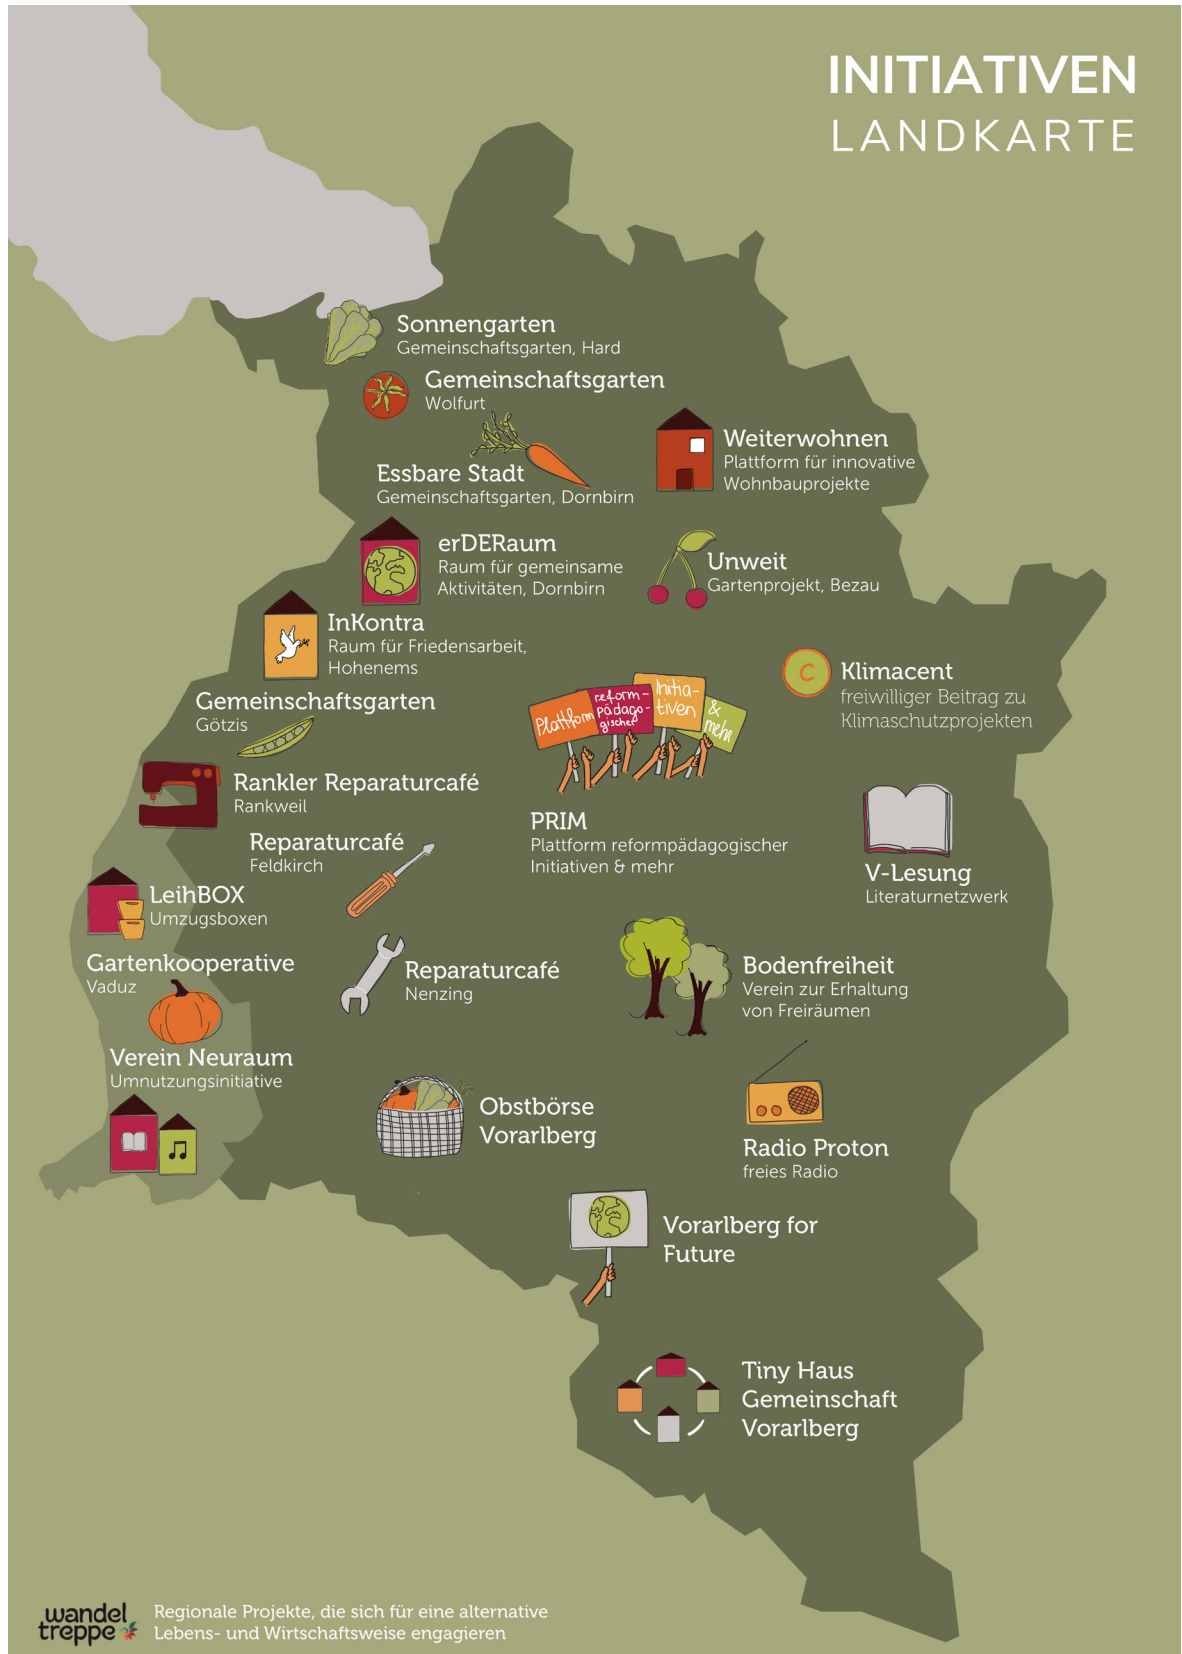 INITIATIVEN
LANDKARTE
Sonnengarten
Gemeinschaftsgarten, Hard
Gemeinschaftsgarten
Wolfurt
Essbare Stadt
Gemeinschaftsgarten, Dornbirn
Weiterwohnen
Plattform für innovative
Wohnbauprojekte
erDERaum
Raum für gemeinsame
Aktivitäten, Dornbirn
Unweit
Gartenprojekt, Bezau
InKontra
Raum für Friedensarbeit,
Hohenems
C
Klimacent
freiwilliger Beitrag zu
Klimaschutzprojekten
Gemeinschaftsgarten
Götzis
Plattform
reform-
pädago-
gischer
Initia-
tiven
&
mehr
Rankler Reparaturcafé
Rankweil
PRIM
Plattform reformpädagogischer
Initiativen & mehr
Reparaturcafé
Feldkirch
V-Lesung
Literaturnetzwerk
LeihBOX
Umzugsboxen
Gartenkooperative
Vaduz
Reparaturcafé
Nenzing
Bodenfreiheit
Verein zur Erhaltung
von Freiräumen
Verein Neuraum
Umnutzungsinitiative
Obstbörse
Vorarlberg
Radio Proton
freies Radio
Vorarlberg for
Future
Tiny Haus
Gemeinschaft
Vorarlberg
wandel
treppe
Regionale Projekte, die sich für eine alternative
Lebens- und Wirtschaftsweise engagieren